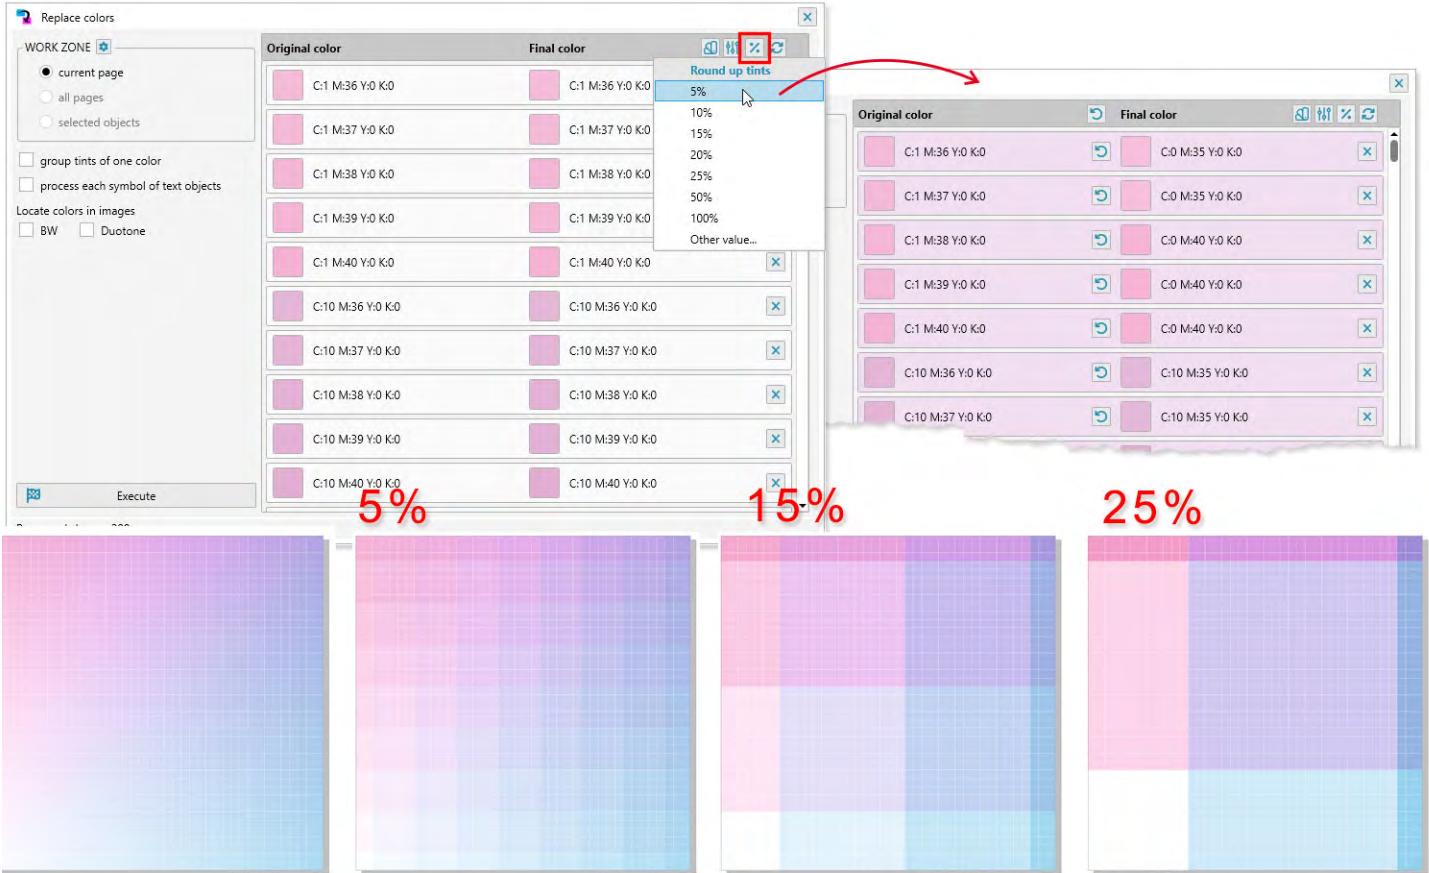 Replace colors
WORK ZONE
current page
all pages
selected objects
group tints of one color
process each symbol of text objects
Locate colors in images
BW Duotone
Execute
Original color Final color
C:1 M:36 Y:0 K:0 C:1 M:36 Y:0 K:0
C:1 M:37 Y:0 K:0 C:1 M:37 Y:0 K:0
C:1 M:38 Y:0 K:0 C:1 M:38 Y:0 K:0
C:1 M:39 Y:0 K:0 C:1 M:39 Y:0 K:0
C:1 M:40 Y:0 K:0 C:1 M:40 Y:0 K:0
C:10 M:36 Y:0 K:0 C:10 M:36 Y:0 K:0
C:10 M:37 Y:0 K:0 C:10 M:37 Y:0 K:0
C:10 M:38 Y:0 K:0 C:10 M:38 Y:0 K:0
C:10 M:39 Y:0 K:0 C:10 M:39 Y:0 K:0
C:10 M:40 Y:0 K:0 C:10 M:40 Y:0 K:0
Round up tints
5%
10%
15%
20%
25%
50%
100%
Other value...
Original color Final color
C:1 M:36 Y:0 K:0 C:0 M:35 Y:0 K:0
C:1 M:37 Y:0 K:0 C:0 M:35 Y:0 K:0
C:1 M:38 Y:0 K:0 C:0 M:40 Y:0 K:0
C:1 M:39 Y:0 K:0 C:0 M:40 Y:0 K:0
C:1 M:40 Y:0 K:0 C:0 M:40 Y:0 K:0
C:10 M:36 Y:0 K:0 C:10 M:35 Y:0 K:0
C:10 M:37 Y:0 K:0 C:10 M:35 Y:0 K:0
5% 15% 25%